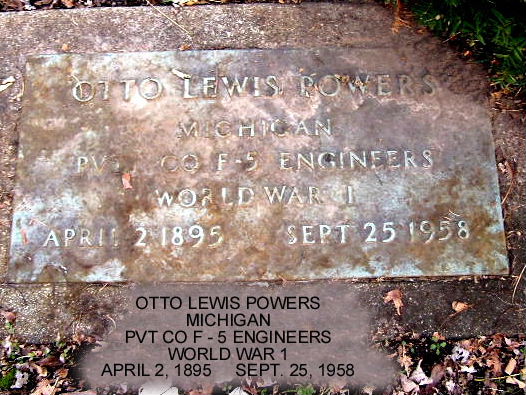 OTTO LEWIS POWERS
MICHIGAN
PVT CO F-5 ENGINEERS
WORLD WAR I
APRIL 2 1895 SEPT 25 1958
OTTO LEWIS POWERS
MICHIGAN
PVT CO F - 5 ENGINEERS
WORLD WAR 1
APRIL 2, 1895 SEPT. 25, 1958